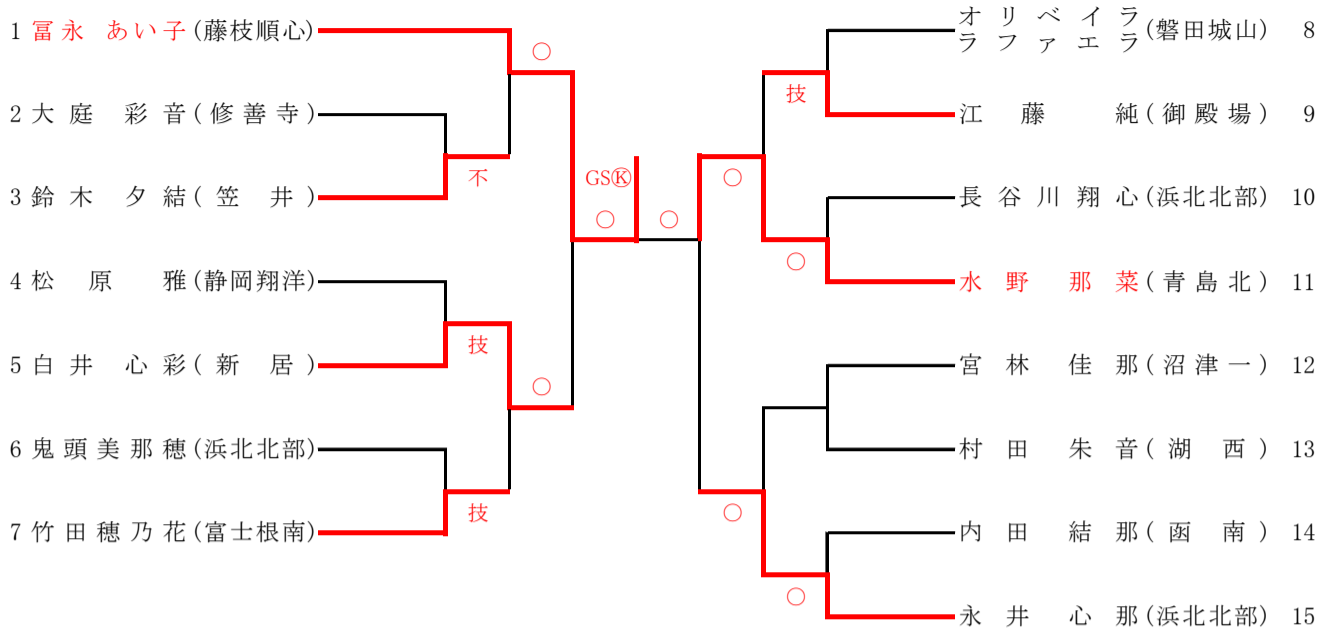 1 冨永 あい子 (藤枝順心)
2 大庭 彩音 (修善寺)
3 鈴木 夕結 (笠井)
4 松原 雅 (静岡翔洋)
5 白井 心彩 (新居)
6 鬼頭美那穂 (浜北北部)
7 竹田穂乃花 (富士根南)
○
不
技
○
技
GS Ⓚ
○
○
オリベイラ
ラファエラ (磐田城山) 8
江藤 純 (御殿場) 9
長谷川翔心 (浜北北部) 10
水野 那菜 (青島北) 11
宮林 佳那 (沼津一) 12
村田 朱音 (湖西) 13
内田 結那 (函南) 14
永井 心那 (浜北北部) 15
技
○
○
○
○